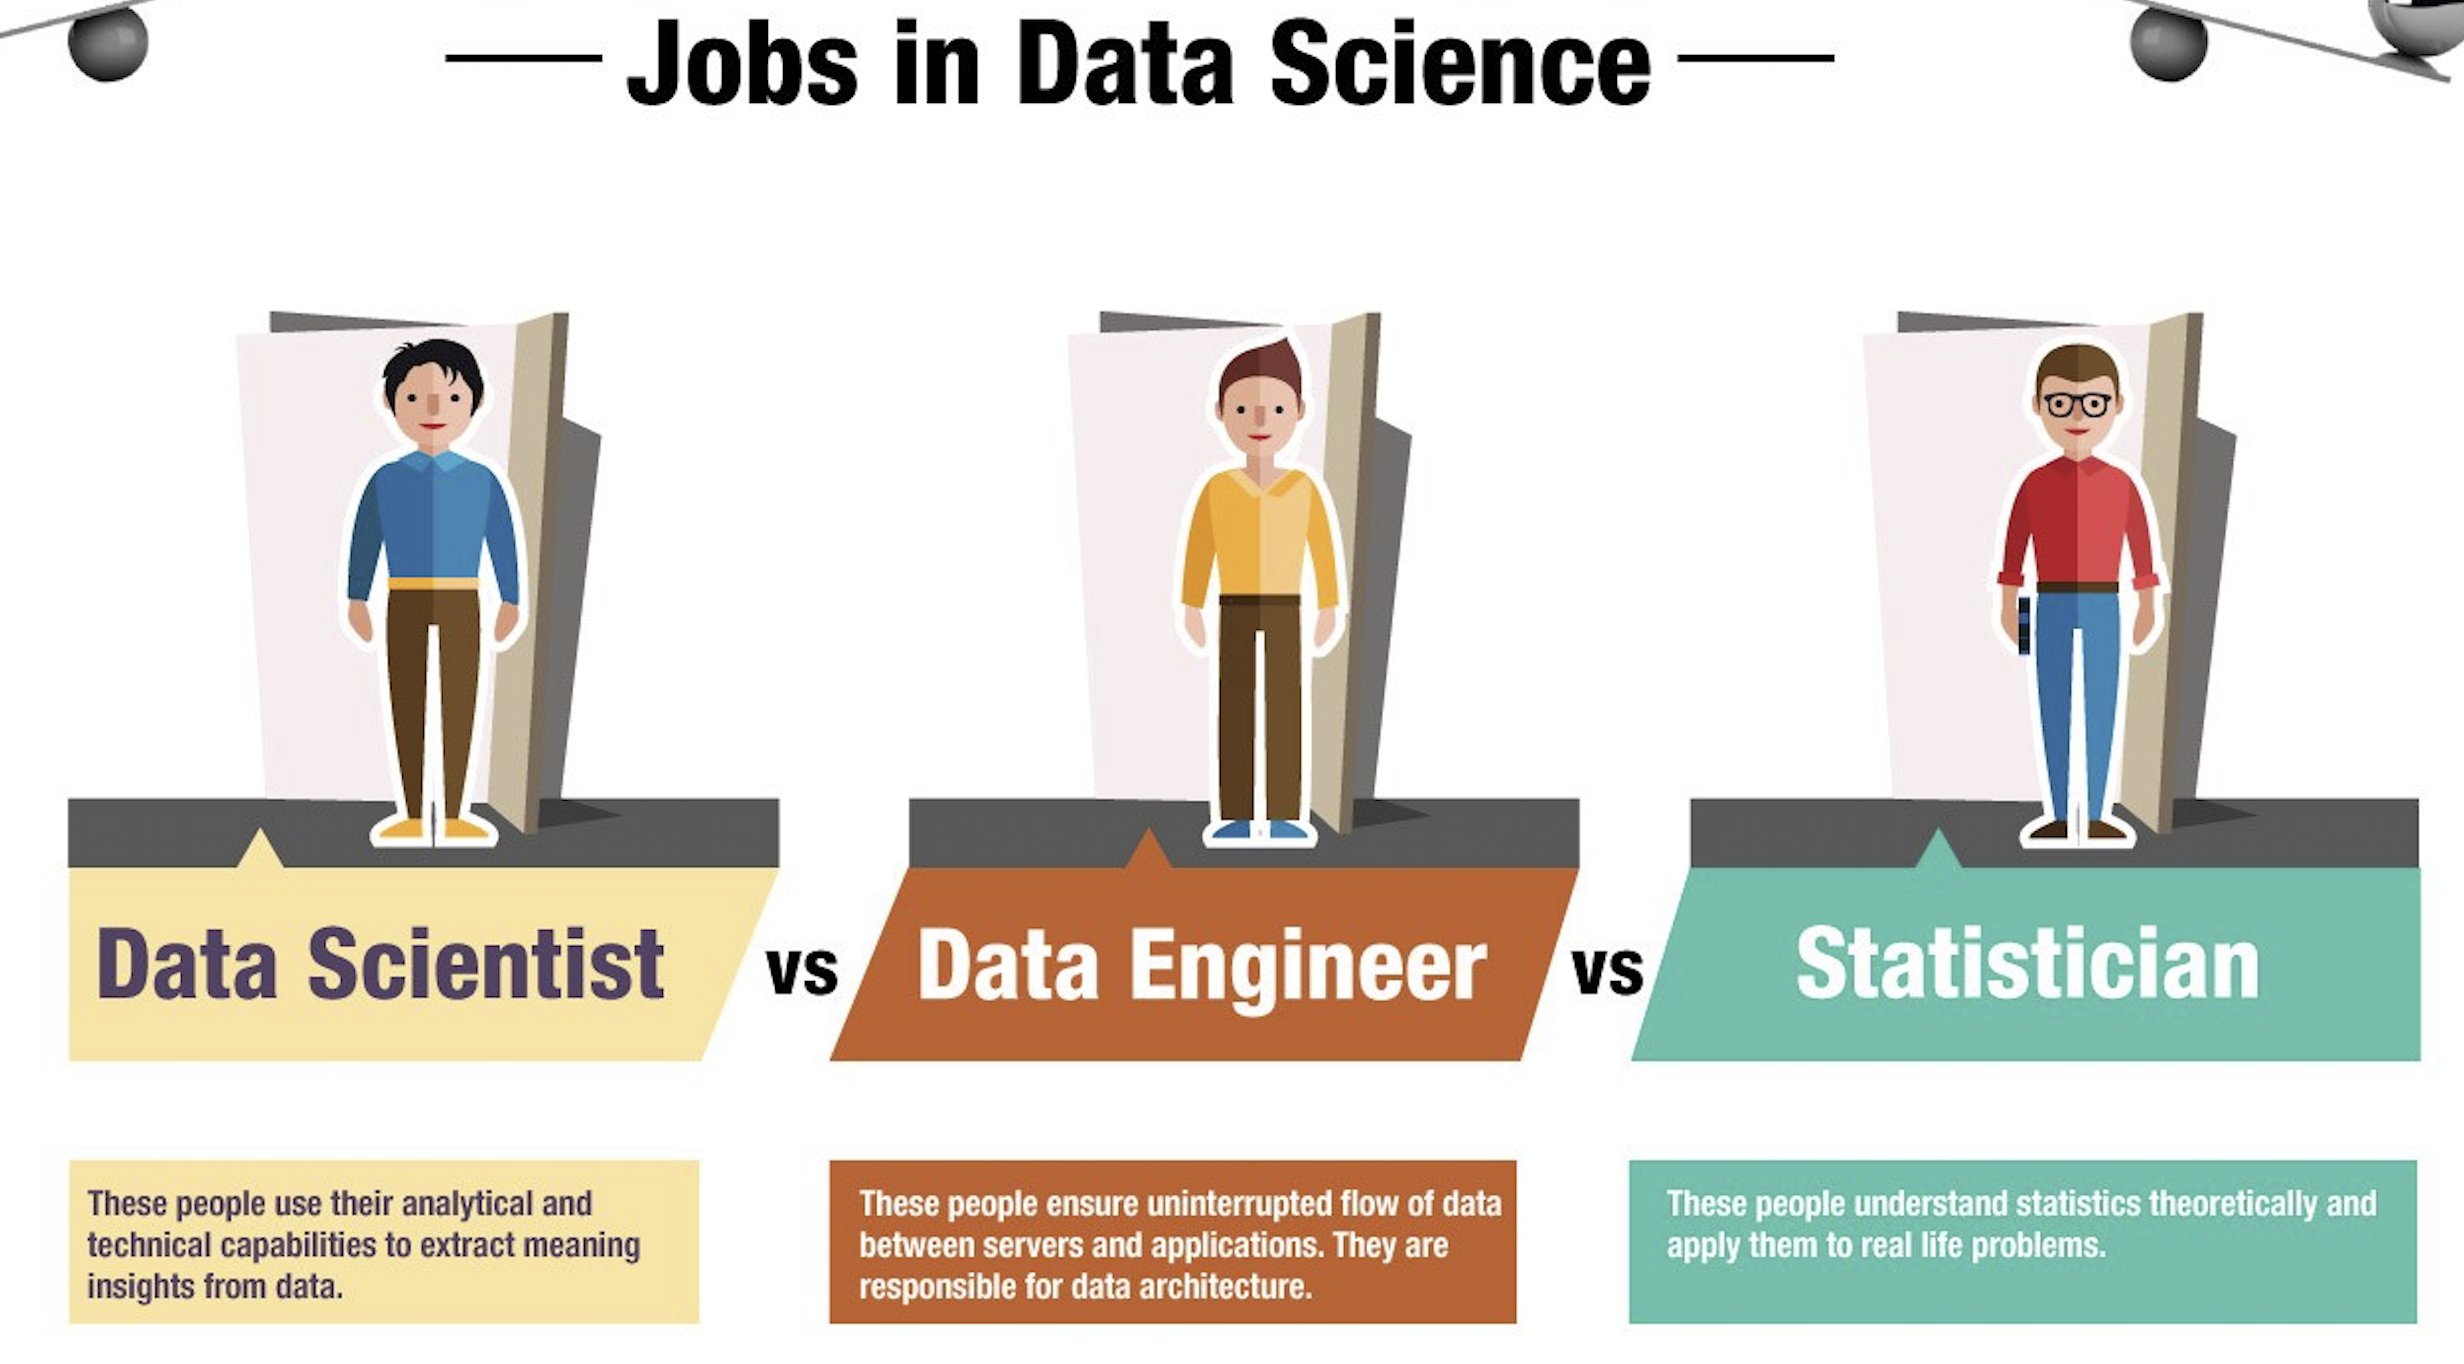 Jobs in Data Science
Data Scientist
vs
Data Engineer
vs
Statistician
These people use their analytical and
technical capabilities to extract meaning
insights from data.
These people ensure uninterrupted flow of data
between servers and applications. They are
responsible for data architecture.
These people understand statistics theoretically and
apply them to real life problems.